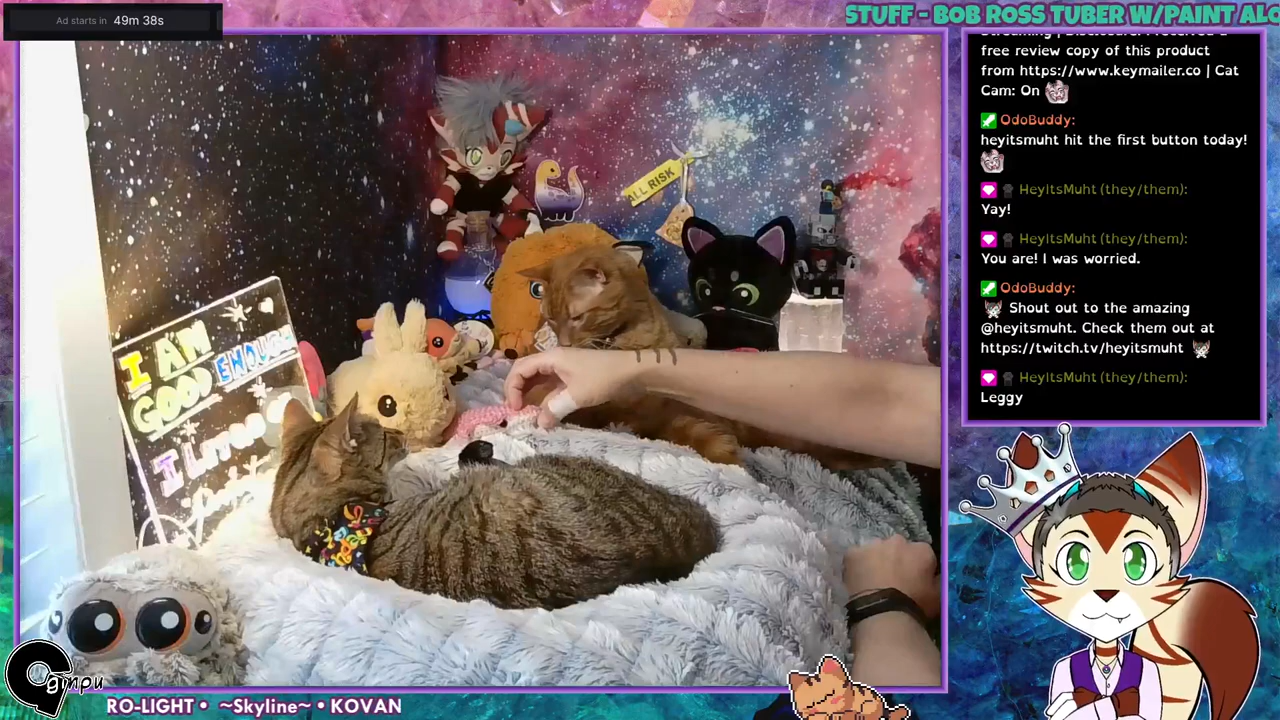 Ad starts in 49m 38s
STUFF - BOB ROSS TUBER W/PAINT ALO
free review copy of this product
from https://www.keymailer.co | Cat
Cam: On
OdoBuddy:
heyitsmuht hit the first button today!
HeyItsMuht (they/them):
Yay!
HeyItsMuht (they/them):
You are! I was worried.
OdoBuddy:
Shout out to the amazing
@heyitsmuht. Check them out at
https://twitch.tv/heyitsmuht
HeyItsMuht (they/them):
Leggy
ALL RISK
I AM
GOOD ENOUGH
ginpu
RO-LIGHT • ~Skyline~ • KOVAN